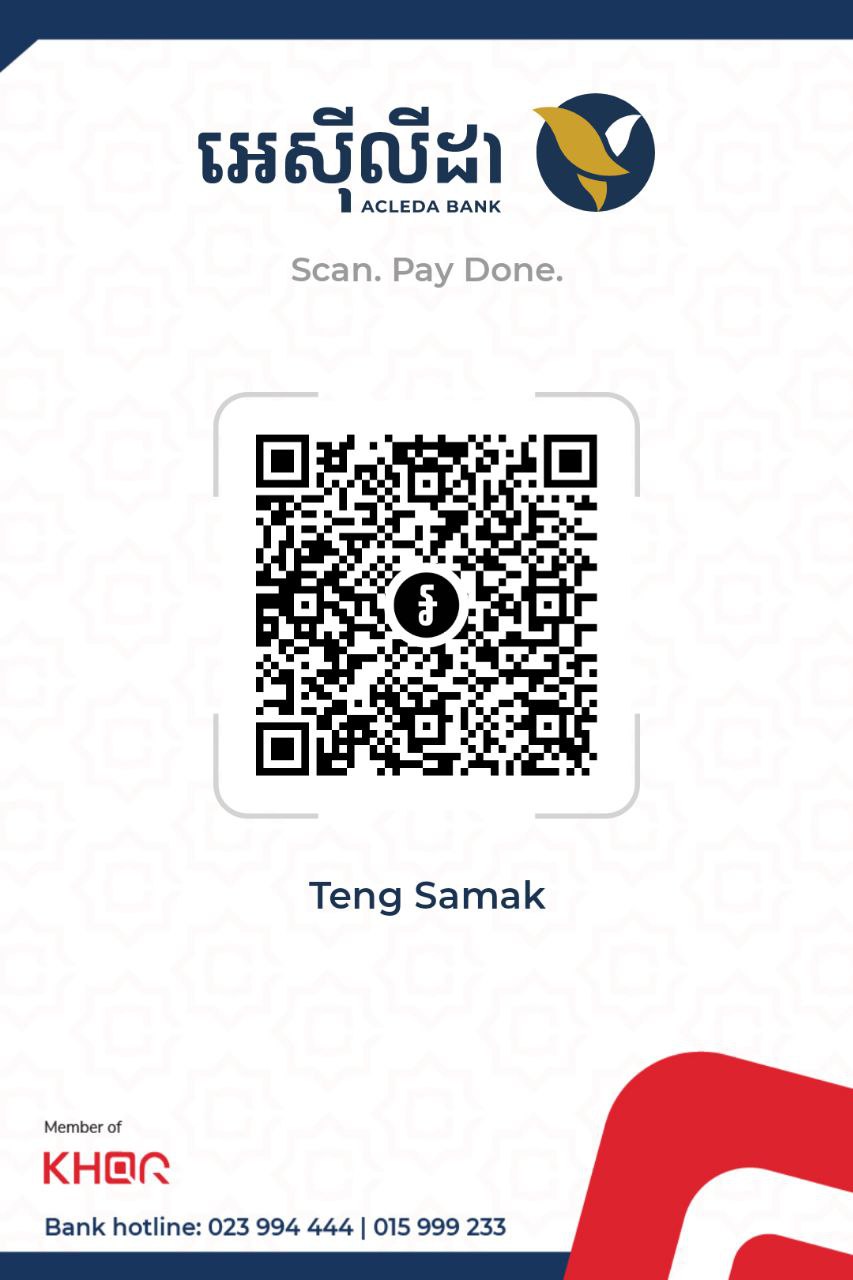 អេស៊ីលីដា
ACLEDA BANK
Scan. Pay Done.
Teng Samak
Member of
KHQR
Bank hotline: 023 994 444 | 015 999 233